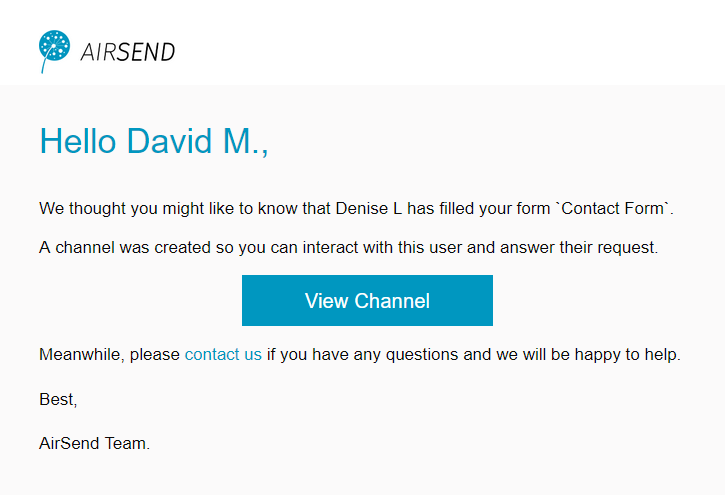 AIRSEND
Hello David M.,
We thought you might like to know that Denise L has filled your form `Contact Form`.
A channel was created so you can interact with this user and answer their request.
View Channel
Meanwhile, please contact us if you have any questions and we will be happy to help.
Best,
AirSend Team.